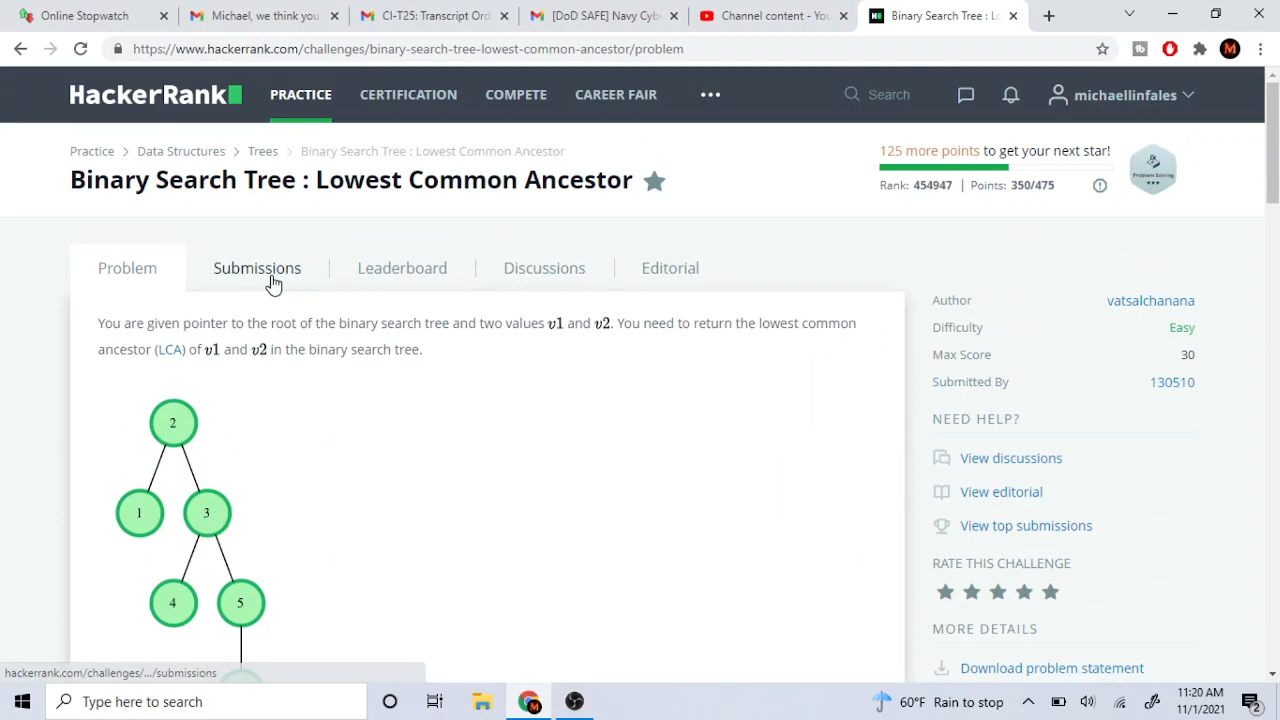 Online Stopwatch
Michael, we think you
CI-T25: Transcript Ord
[DoD SAFE] Navy Cyb
Channel content - You
Binary Search Tree : Lo
https://www.hackerrank.com/challenges/binary-search-tree-lowest-common-ancestor/problem
HackerRank
PRACTICE
CERTIFICATION
COMPETE
CAREER FAIR
Search
michaellinfales
Practice > Data Structures > Trees > Binary Search Tree : Lowest Common Ancestor
Binary Search Tree : Lowest Common Ancestor
125 more points to get your next star!
Rank: 454947 | Points: 350/475
Problem Solving
Problem
Submissions
Leaderboard
Discussions
Editorial
You are given pointer to the root of the binary search tree and two values v1 and v2. You need to return the lowest common
ancestor (LCA) of v1 and v2 in the binary search tree.
2
1
3
4
5
Author vatsalchanana
Difficulty Easy
Max Score 30
Submitted By 130510
NEED HELP?
View discussions
View editorial
View top submissions
RATE THIS CHALLENGE
MORE DETAILS
Download problem statement
hackerrank.com/challenges/.../submissions
Type here to search
M
60°F Rain to stop
11:20 AM
11/1/2021
2